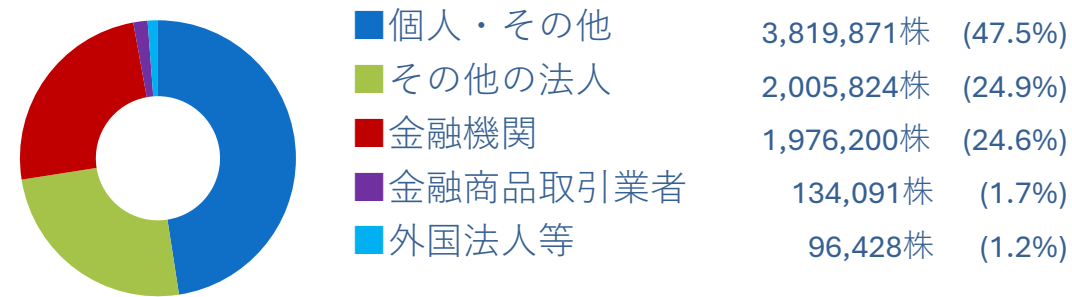 個人・その他 3,819,871株 (47.5%)
その他の法人 2,005,824株 (24.9%)
金融機関 1,976,200株 (24.6%)
金融商品取引業者 134,091株 (1.7%)
外国法人等 96,428株 (1.2%)